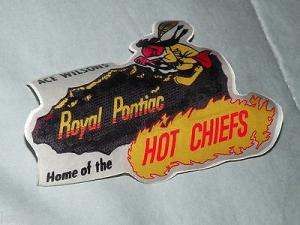 ACE WILSON'S
Royal Pontiac
Home of the
HOT CHIEFS